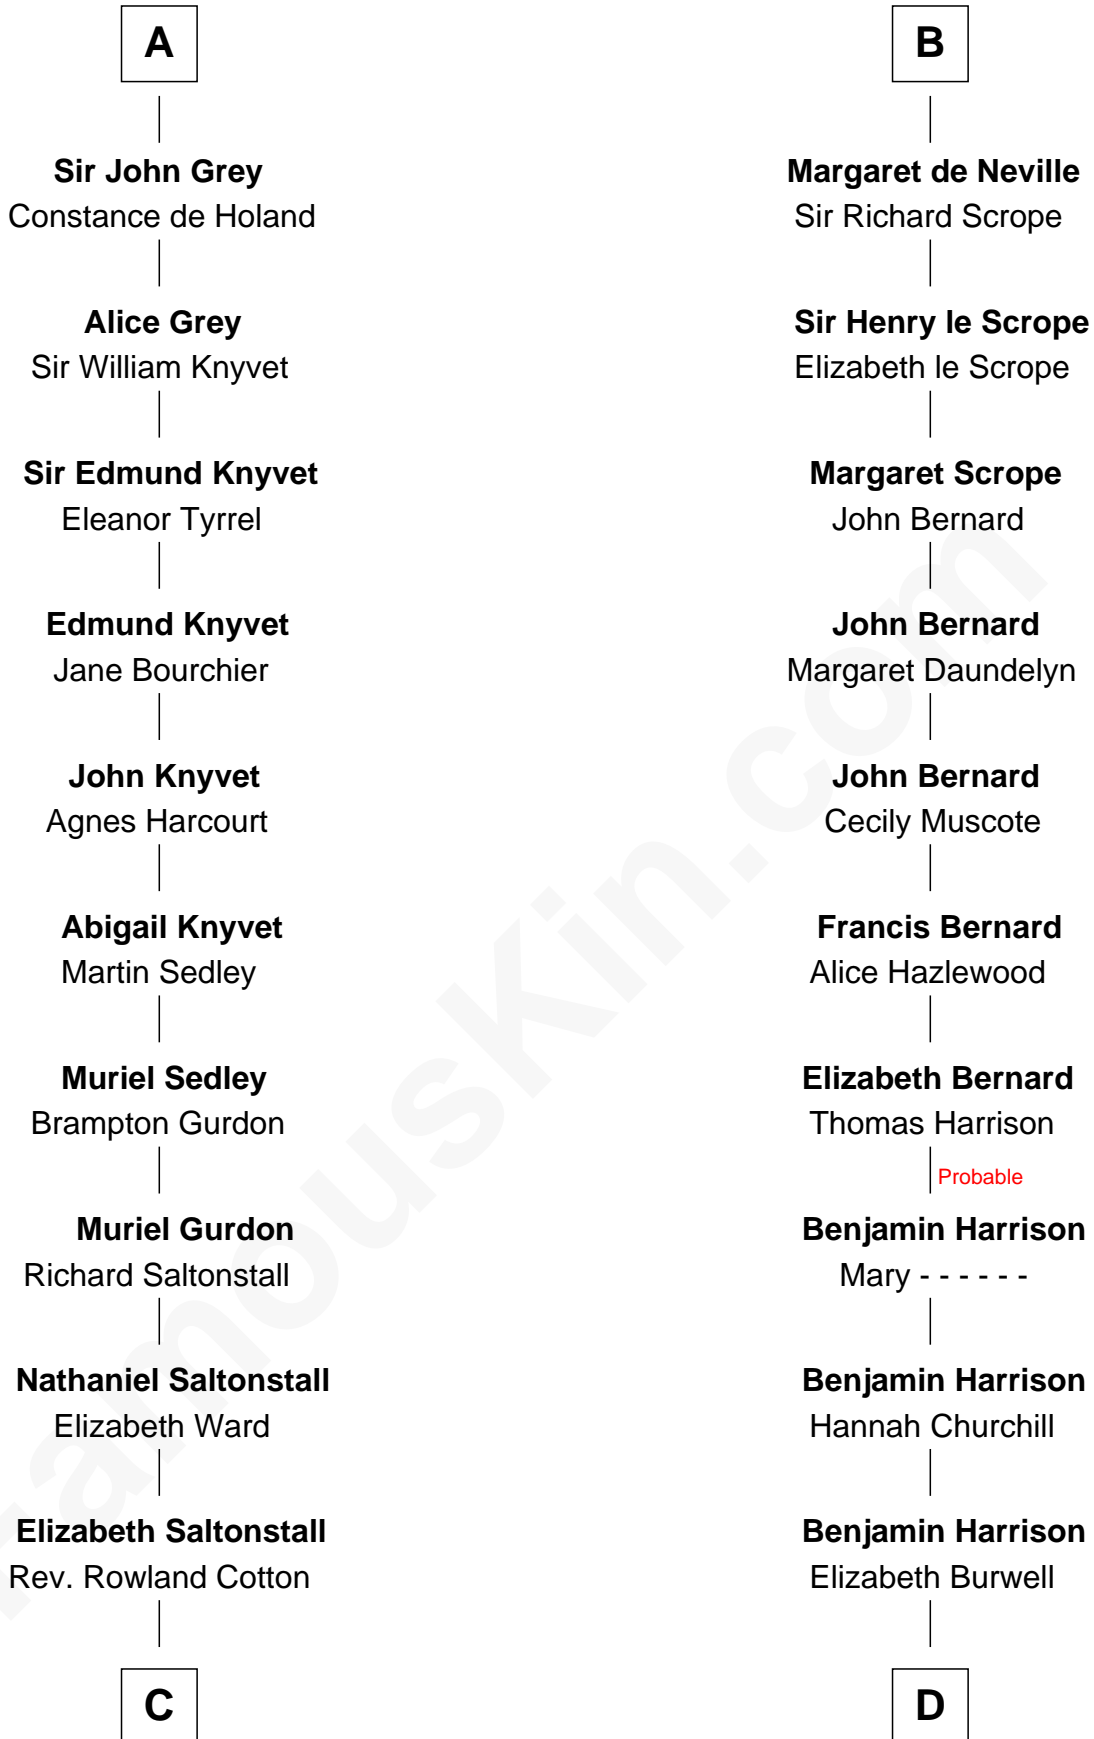 A
Sir John Grey
Constance de Holand
Alice Grey
Sir William Knyvet
Sir Edmund Knyvet
Eleanor Tyrrel
Edmund Knyvet
Jane Bourchier
John Knyvet
Agnes Harcourt
Abigail Knyvet
Martin Sedley
Muriel Sedley
Brampton Gurdon
Muriel Gurdon
Richard Saltonstall
Nathaniel Saltonstall
Elizabeth Ward
Elizabeth Saltonstall
Rev. Rowland Cotton
C
B
Margaret de Neville
Sir Richard Scrope
Sir Henry le Scrope
Elizabeth le Scrope
Margaret Scrope
John Bernard
John Bernard
Margaret Daundelyn
John Bernard
Cecily Muscote
Francis Bernard
Alice Hazlewood
Elizabeth Bernard
Thomas Harrison
Probable
Benjamin Harrison
Mary - - - - - -
Benjamin Harrison
Hannah Churchill
Benjamin Harrison
Elizabeth Burwell
D
FamousKin.com